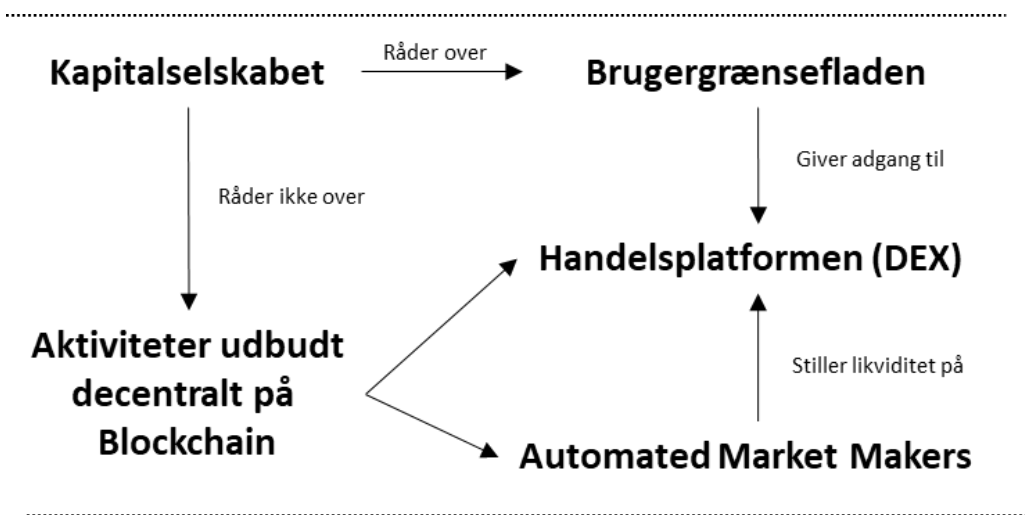 Kapitalselskabet
Råder over
Brugergrænsefladen
Giver adgang til
Råder ikke over
Handelsplatformen (DEX)
Aktiviteter udbudt
decentralt på
Blockchain
Stiller likviditet på
Automated Market Makers